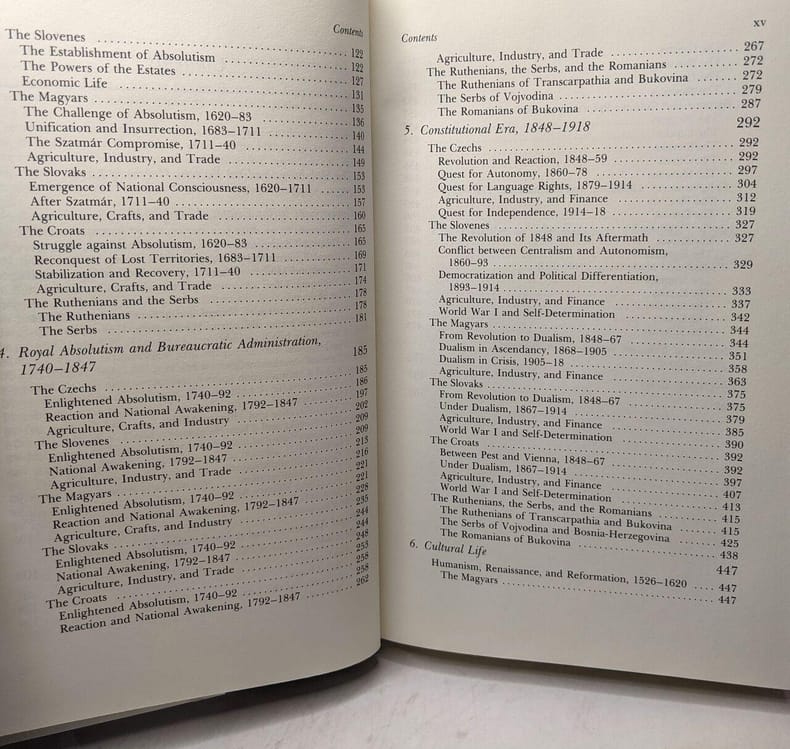 Contents
The Slovenes 122
The Establishment of Absolutism 122
The Powers of the Estates 127
Economic Life 131
The Magyars 135
The Challenge of Absolutism, 1620–83 136
Unification and Insurrection, 1683–1711 140
The Szatmár Compromise, 1711–40 144
Agriculture, Industry, and Trade 149
The Slovaks 153
Emergence of National Consciousness, 1620–1711 153
After Szatmár, 1711–40 157
Agriculture, Crafts, and Trade 160
The Croats 165
Struggle against Absolutism, 1620–83 165
Reconquest of Lost Territories, 1683–1711 169
Stabilization and Recovery, 1711–40 171
Agriculture, Crafts, and Trade 174
The Ruthenians and the Serbs 178
The Ruthenians 178
The Serbs 181
4. Royal Absolutism and Bureaucratic Administration,
1740–1847 185
The Czechs 185
Enlightened Absolutism, 1740–92 186
Reaction and National Awakening, 1792–1847 197
Agriculture, Crafts, and Industry 202
The Slovenes 209
Enlightened Absolutism, 1740–92 209
National Awakening, 1792–1847 213
Agriculture, Industry, and Trade 216
The Magyars 221
Enlightened Absolutism, 1740–92 221
Reaction and National Awakening, 1792–1847 228
Agriculture, Crafts, and Industry 235
The Slovaks 244
Enlightened Absolutism, 1740–92 244
National Awakening, 1792–1847 248
Agriculture, Industry, and Trade 253
The Croats 258
Enlightened Absolutism, 1740–92 258
Reaction and National Awakening, 1792–1847 262
Contents xv
Agriculture, Industry, and Trade 267
The Ruthenians, the Serbs, and the Romanians 272
The Ruthenians of Transcarpathia and Bukovina 272
The Serbs of Vojvodina 279
The Romanians of Bukovina 287
5. Constitutional Era, 1848–1918 292
The Czechs 292
Revolution and Reaction, 1848–59 292
Quest for Autonomy, 1860–78 297
Quest for Language Rights, 1879–1914 304
Agriculture, Industry, and Finance 312
Quest for Independence, 1914–18 319
The Slovenes 327
The Revolution of 1848 and Its Aftermath 327
Conflict between Centralism and Autonomism,
1860–93 329
Democratization and Political Differentiation,
1893–1914 333
Agriculture, Industry, and Finance 337
World War I and Self-Determination 342
The Magyars 344
From Revolution to Dualism, 1848–67 344
Dualism in Ascendancy, 1868–1905 351
Dualism in Crisis, 1905–18 358
Agriculture, Industry, and Finance 363
The Slovaks 375
From Revolution to Dualism, 1848–67 375
Under Dualism, 1867–1914 379
Agriculture, Industry, and Finance 385
World War I and Self-Determination 390
The Croats 392
Between Pest and Vienna, 1848–67 392
Under Dualism, 1867–1914 397
Agriculture, Industry, and Finance 407
World War I and Self-Determination 413
The Ruthenians, the Serbs, and the Romanians 415
The Ruthenians of Transcarpathia and Bukovina 415
The Serbs of Vojvodina and Bosnia-Herzegovina 425
The Romanians of Bukovina 438
6. Cultural Life 447
Humanism, Renaissance, and Reformation, 1526–1620 447
The Magyars 447